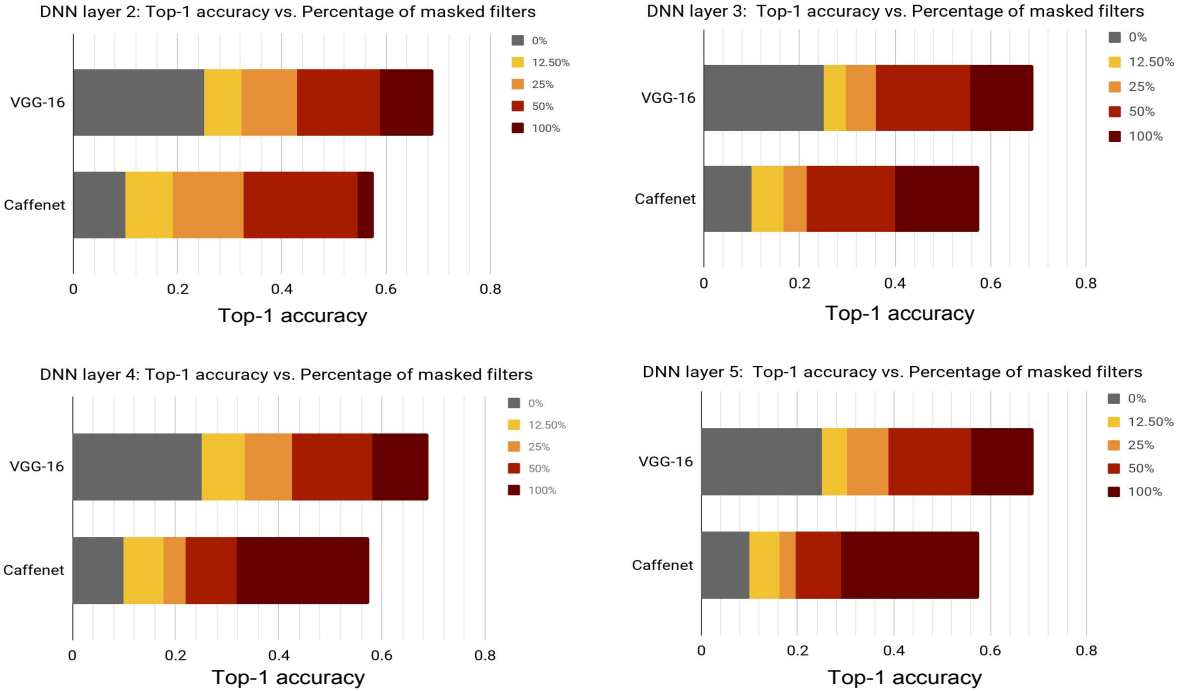 DNN layer 2: Top-1 accuracy vs. Percentage of masked filters
0%
12.50%
25%
50%
100%
VGG-16
Caffenet
0 0.2 0.4 0.6 0.8
Top-1 accuracy
DNN layer 3: Top-1 accuracy vs. Percentage of masked filters
0%
12.50%
25%
50%
100%
VGG-16
Caffenet
0 0.2 0.4 0.6 0.8
Top-1 accuracy
DNN layer 4: Top-1 accuracy vs. Percentage of masked filters
0%
12.50%
25%
50%
100%
VGG-16
Caffenet
0 0.2 0.4 0.6 0.8
Top-1 accuracy
DNN layer 5: Top-1 accuracy vs. Percentage of masked filters
0%
12.50%
25%
50%
100%
VGG-16
Caffenet
0 0.2 0.4 0.6 0.8
Top-1 accuracy